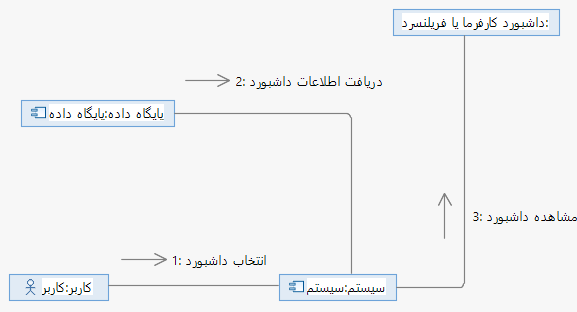 داشبورد کارفرما یا فریلنسرد:
2: دریافت اطلاعات داشبورد
پایگاه داده:پایگاه داده
3: مشاهده داشبورد
1: انتخاب داشبورد
کاربر:کاربر
سیستم:سیستم